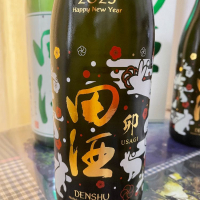 2023
Happy New Year
田酒
卯
USAGI
DENSHU